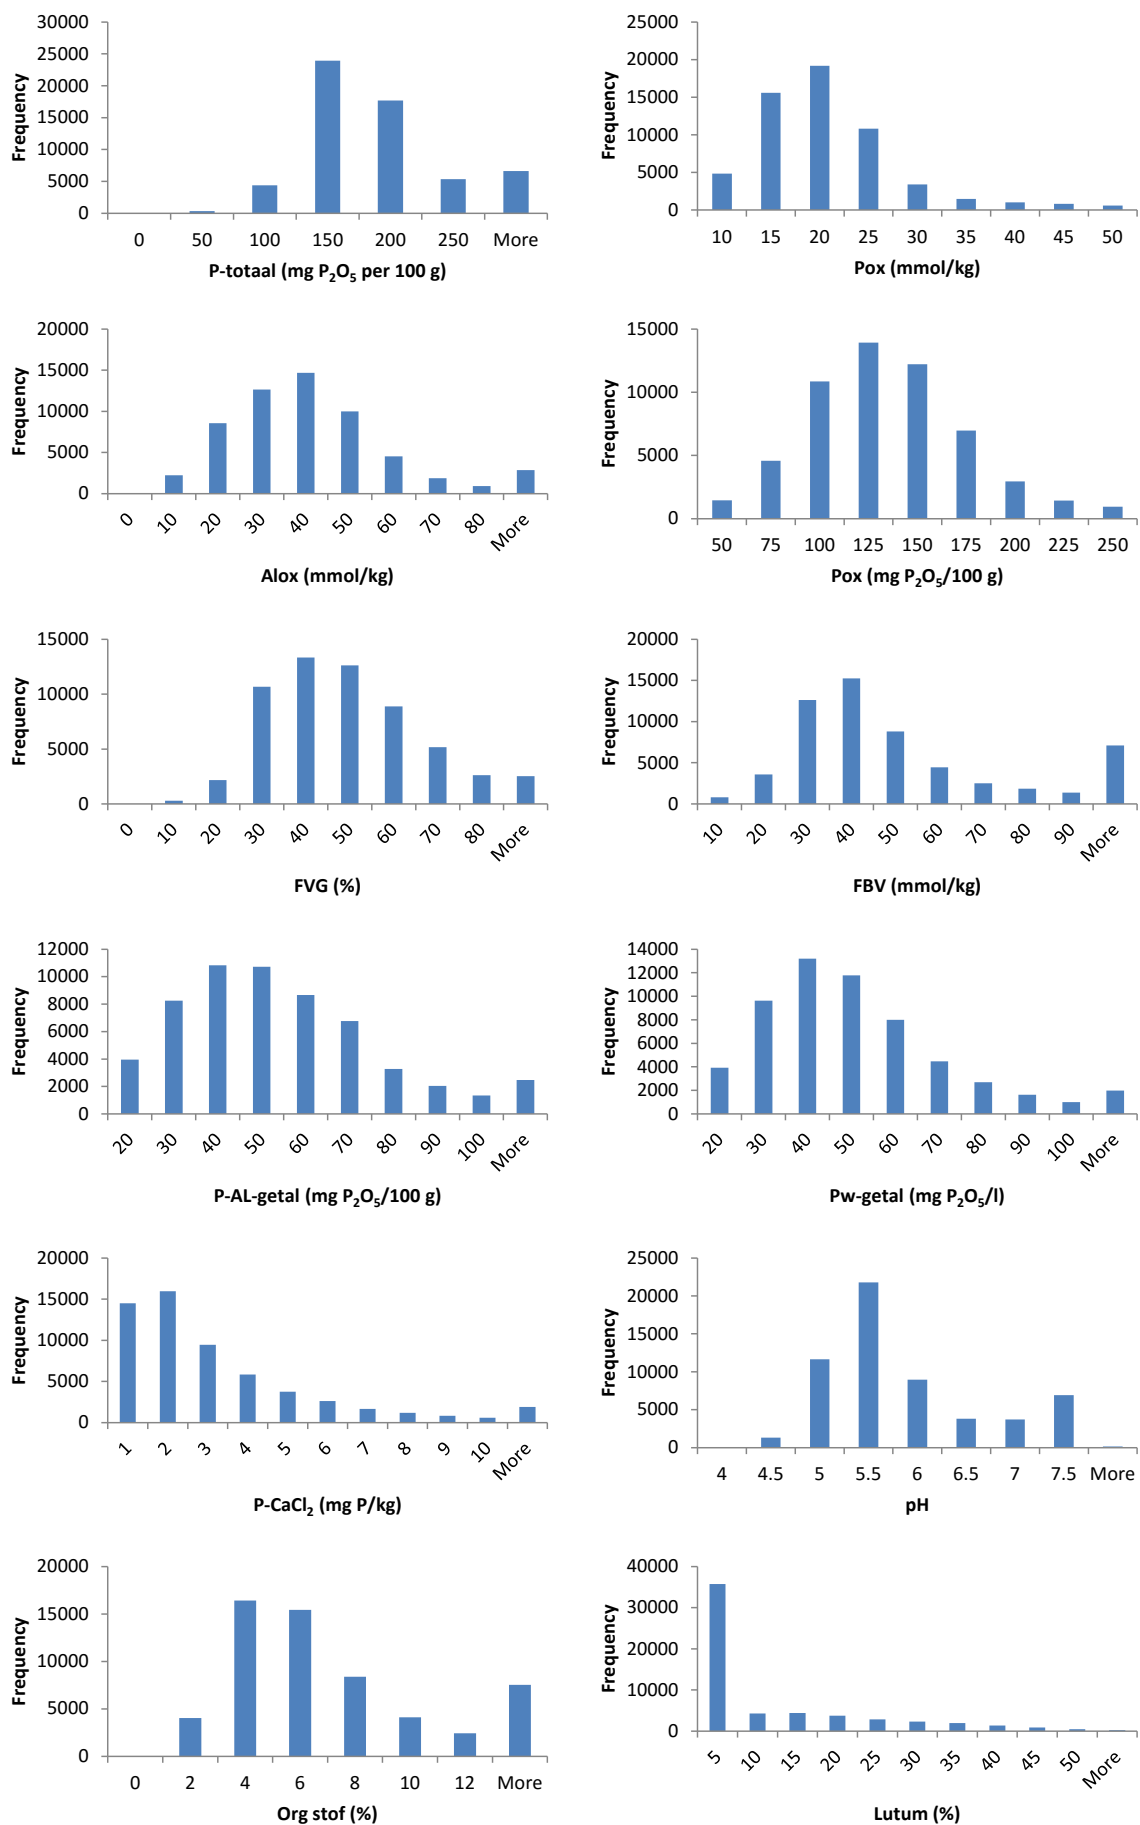 30000
25000
20000
15000
10000
5000
0
Frequency
0 50 100 150 200 250 More
P-totaal (mg P₂O₅ per 100 g)
25000
20000
15000
10000
5000
0
Frequency
10 15 20 25 30 35 40 45 50
Pox (mmol/kg)
20000
15000
10000
5000
0
Frequency
0 10 20 30 40 50 60 70 80 More
Alox (mmol/kg)
15000
10000
5000
0
Frequency
50 75 100 125 150 175 200 225 250
Pox (mg P₂O₅/100 g)
15000
10000
5000
0
Frequency
0 10 20 30 40 50 60 70 80 More
FVG (%)
20000
15000
10000
5000
0
Frequency
10 20 30 40 50 60 70 80 90 More
FBV (mmol/kg)
12000
10000
8000
6000
4000
2000
0
Frequency
20 30 40 50 60 70 80 90 100 More
P-AL-getal (mg P₂O₅/100 g)
14000
12000
10000
8000
6000
4000
2000
0
Frequency
20 30 40 50 60 70 80 90 100 More
Pw-getal (mg P₂O₅/l)
20000
15000
10000
5000
0
Frequency
1 2 3 4 5 6 7 8 9 10 More
P-CaCl₂ (mg P/kg)
25000
20000
15000
10000
5000
0
Frequency
4 4.5 5 5.5 6 6.5 7 7.5 More
pH
20000
15000
10000
5000
0
Frequency
0 2 4 6 8 10 12 More
Org stof (%)
40000
30000
20000
10000
0
Frequency
5 10 15 20 25 30 35 40 45 50 More
Lutum (%)